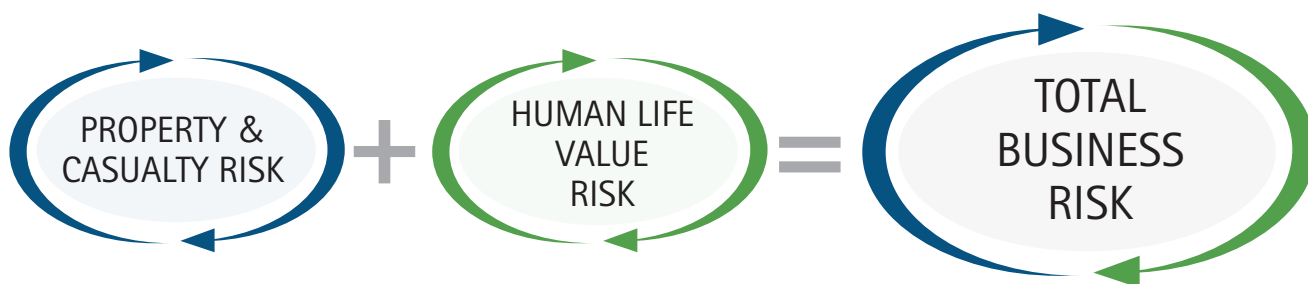 PROPERTY &
CASUALTY RISK
+
HUMAN LIFE
VALUE
RISK
=
TOTAL
BUSINESS
RISK